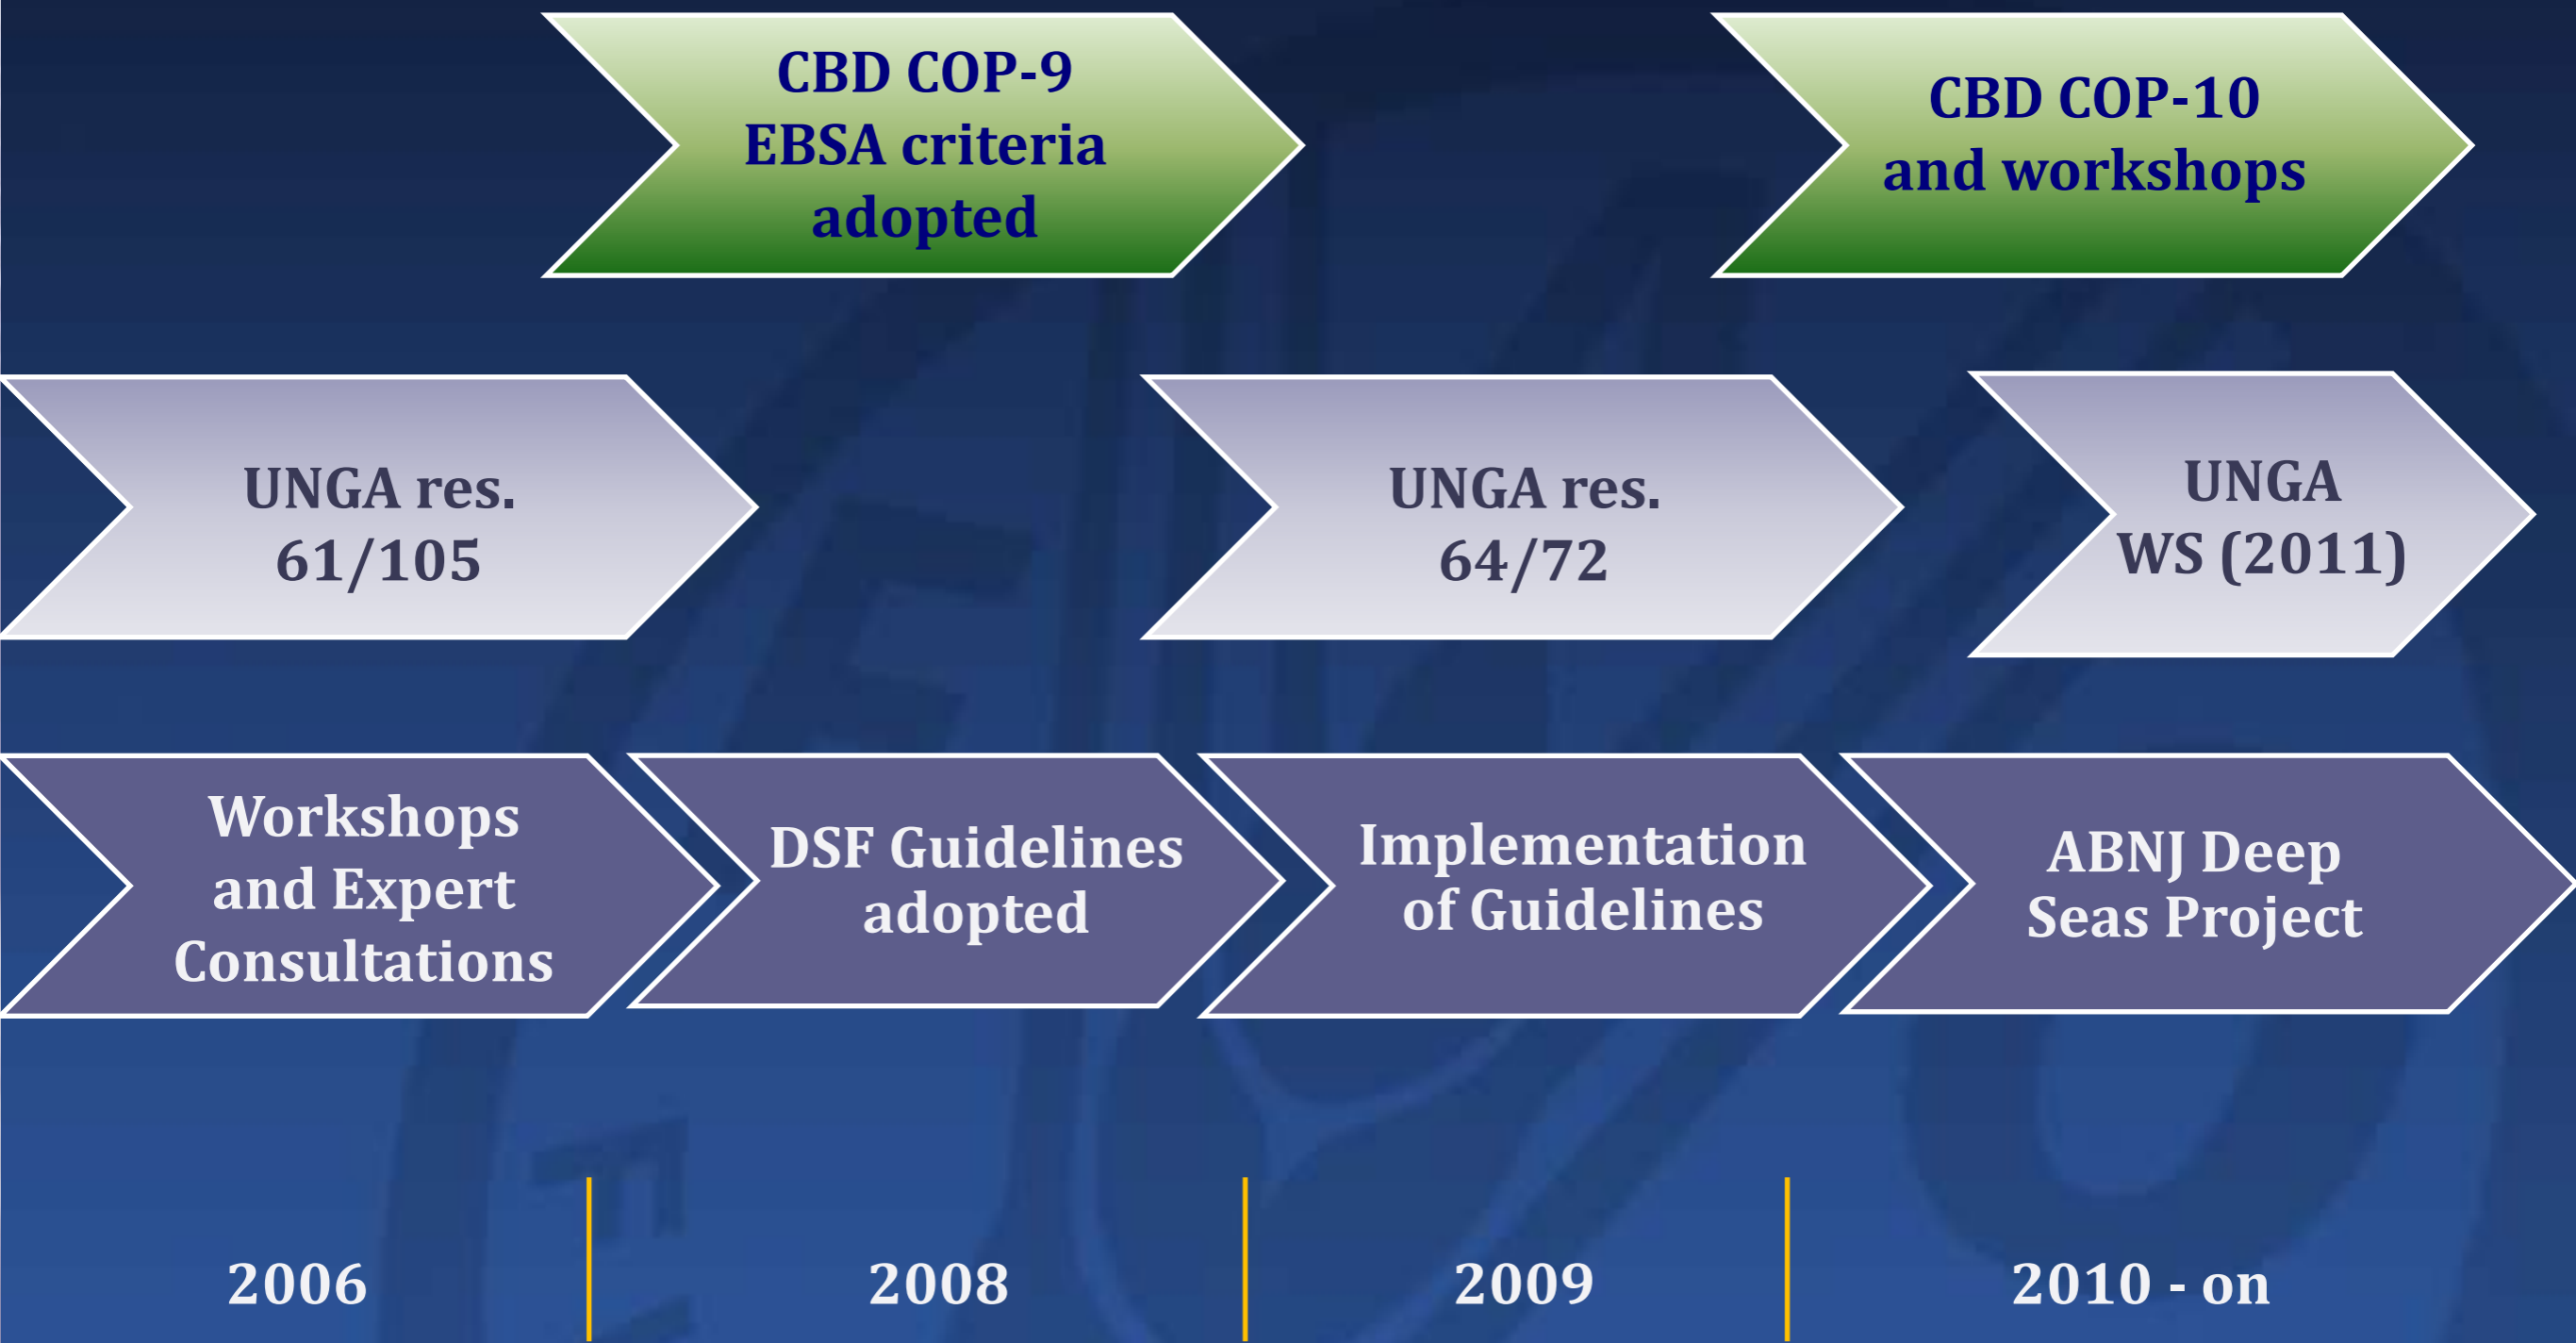 CBD COP-9
EBSA criteria
adopted
CBD COP-10
and workshops
UNGA res.
61/105
UNGA res.
64/72
UNGA
WS (2011)
Workshops
and Expert
Consultations
DSF Guidelines
adopted
Implementation
of Guidelines
ABNJ Deep
Seas Project
2006
2008
2009
2010 - on